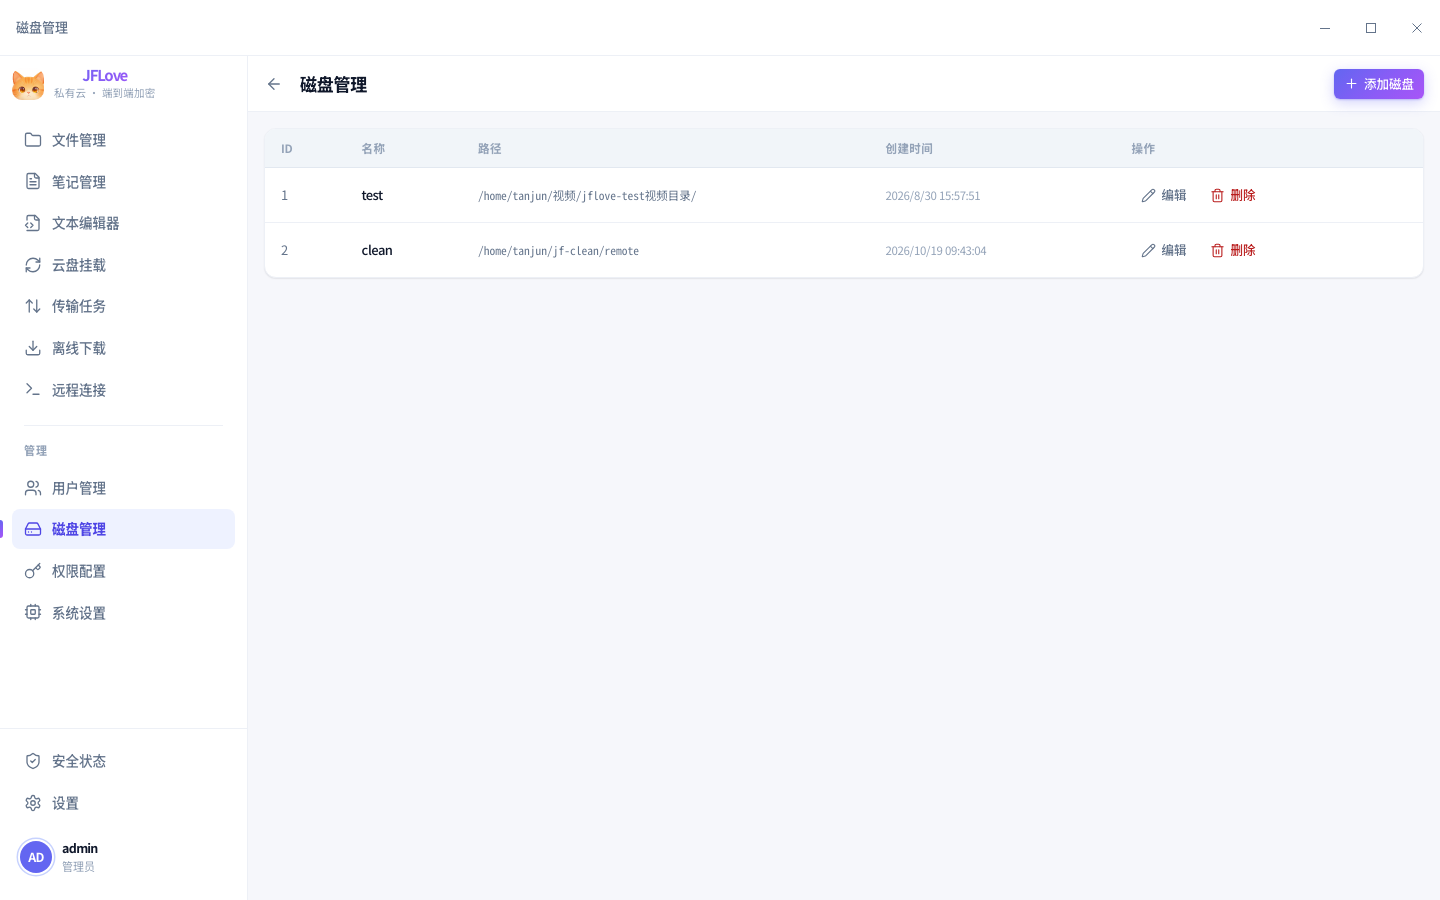 磁盘管理
JFLove
私有云 · 端到端加密
文件管理
笔记管理
文本编辑器
云盘挂载
传输任务
离线下载
远程连接
管理
用户管理
磁盘管理
权限配置
系统设置
安全状态
设置
AD
admin
管理员
磁盘管理
添加磁盘
ID 名称 路径 创建时间 操作
1 test /home/tanjun/视频/jflove-test视频目录/ 2026/8/30 15:57:51 编辑 删除
2 clean /home/tanjun/jf-clean/remote 2026/10/19 09:43:04 编辑 删除